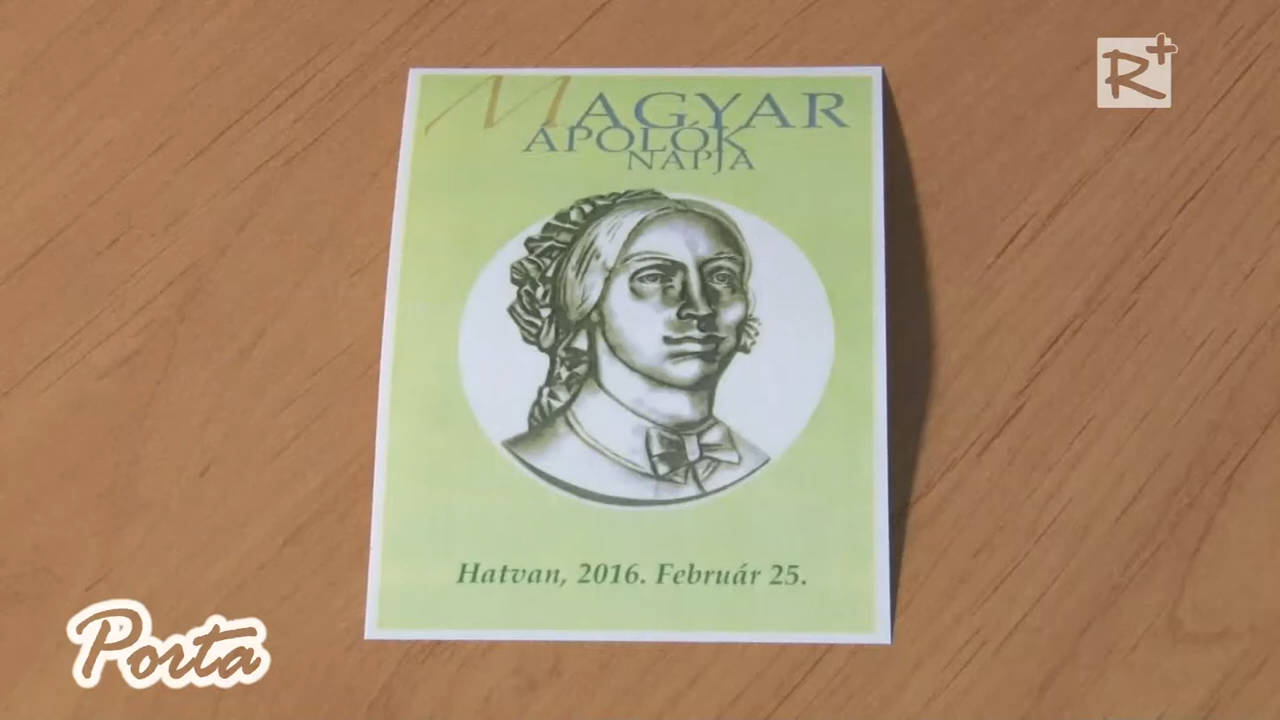 R+
MAGYAR
ÁPOLÓK
NAPJA
Hatvan, 2016. Február 25.
Porta